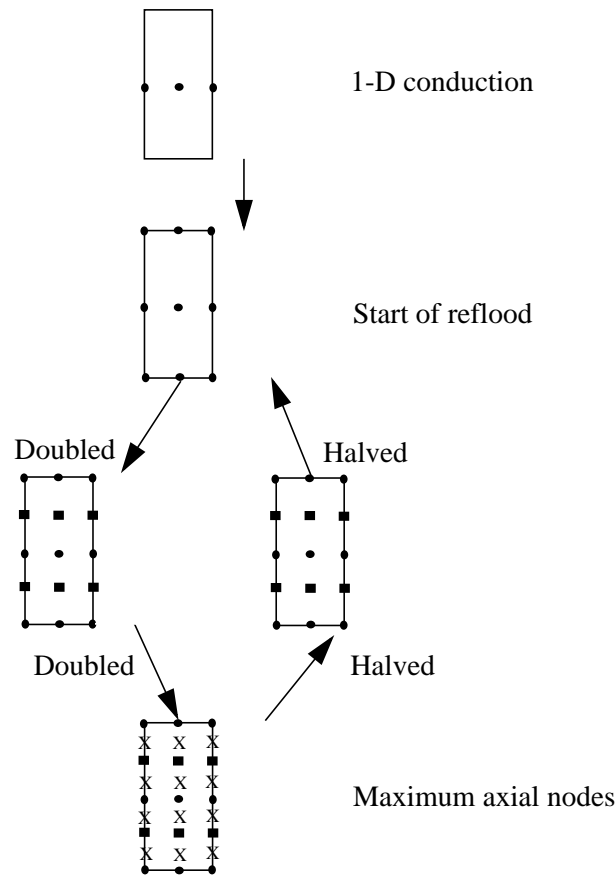 1-D conduction
Start of reflood
Doubled
Halved
Doubled
Halved
X X X
X X X
X X X
X X X
Maximum axial nodes